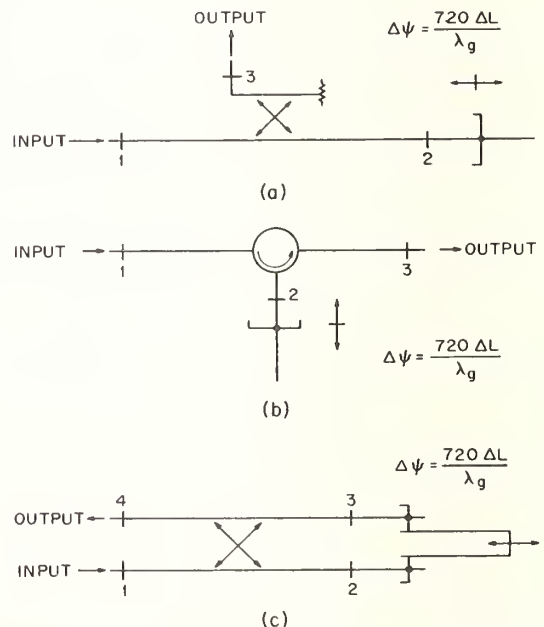 OUTPUT
Δψ = 720 ΔL / λg
3
INPUT
1
2
(a)
INPUT
1
3
OUTPUT
2
Δψ = 720 ΔL / λg
(b)
Δψ = 720 ΔL / λg
4
3
OUTPUT
INPUT
1
2
(c)